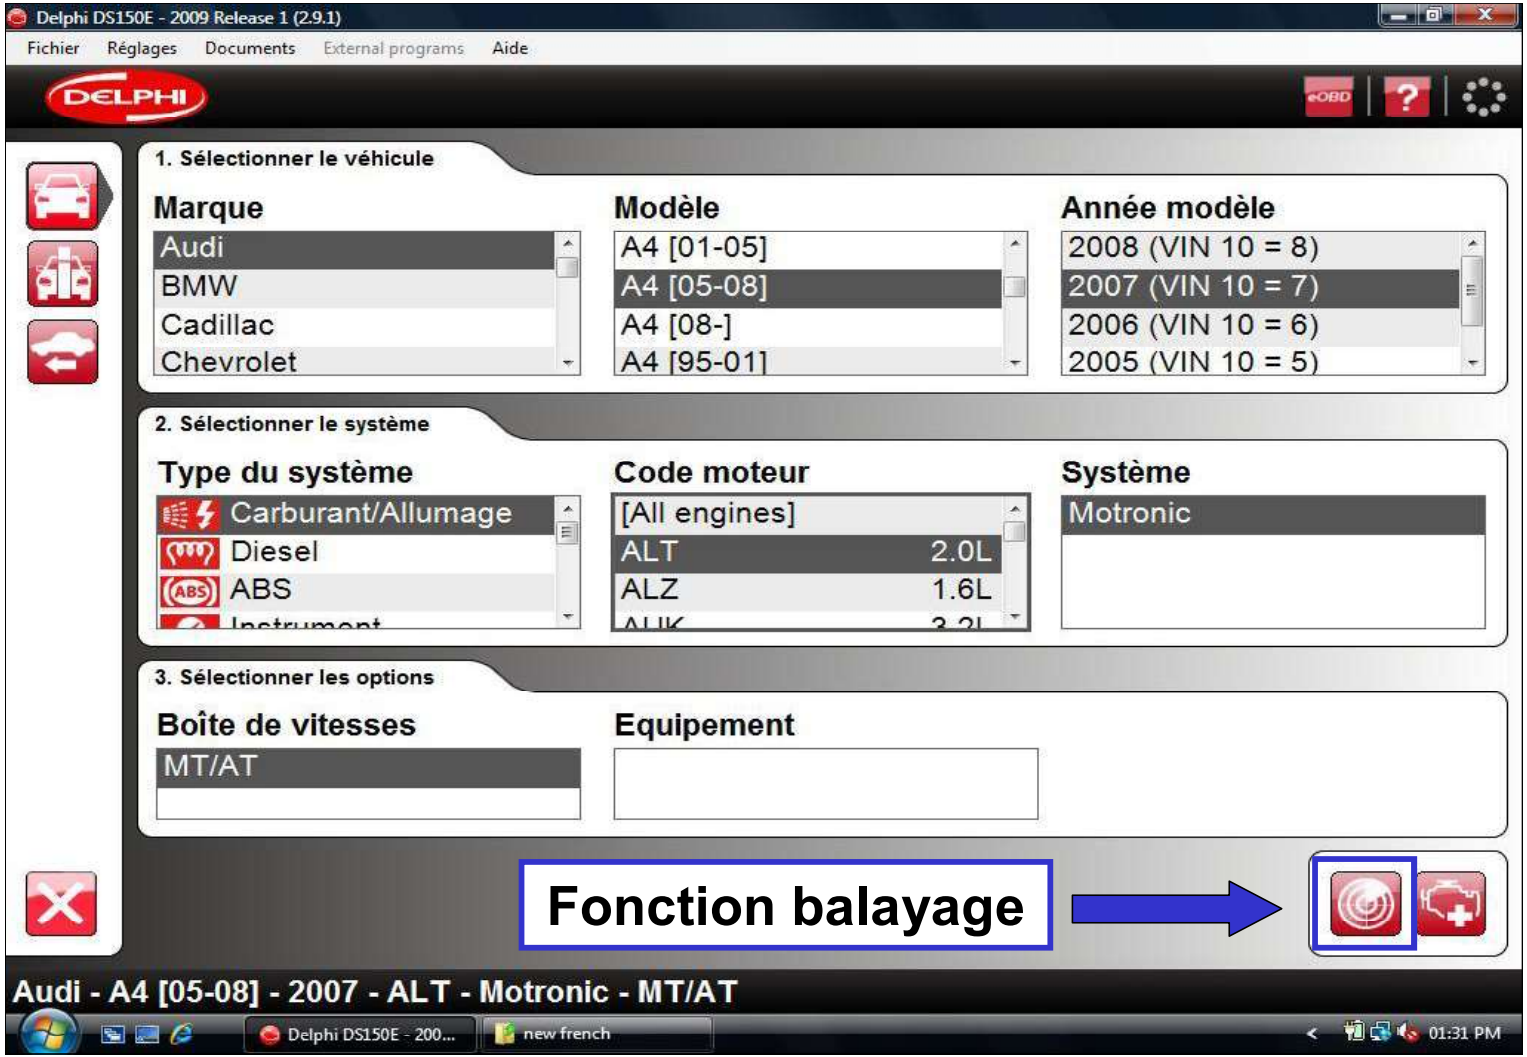 Delphi DS150E - 2009 Release 1 (2.9.1)
Fichier Réglages Documents External programs Aide
DELPHI
eOBD ?
1. Sélectionner le véhicule
Marque Modèle Année modèle
Audi A4 [01-05] 2008 (VIN 10 = 8)
BMW A4 [05-08] 2007 (VIN 10 = 7)
Cadillac A4 [08-] 2006 (VIN 10 = 6)
Chevrolet A4 [95-01] 2005 (VIN 10 = 5)
2. Sélectionner le système
Type du système Code moteur Système
Carburant/Allumage [All engines] Motronic
Diesel ALT 2.0L
ABS ABS ALZ 1.6L
Instrument AUK 3.2L
3. Sélectionner les options
Boîte de vitesses Equipement
MT/AT
Fonction balayage
Audi - A4 [05-08] - 2007 - ALT - Motronic - MT/AT
Delphi DS150E - 200... new french < 01:31 PM